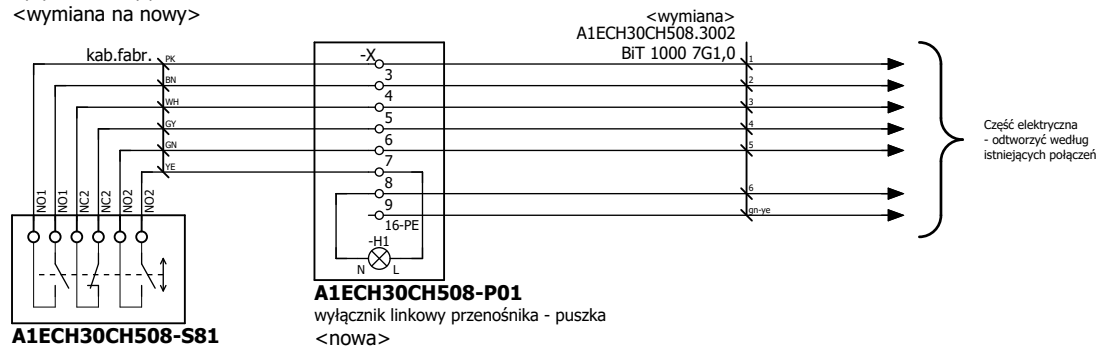 <wymiana na nowy>
kab.fabr.
PK
BN
WH
GY
GN
YE
NO1
NO1
NC2
NC2
NO2
NO2
A1ECH30CH508-S81
-X
3
4
5
6
7
8
9
16-PE
-H1
N
L
A1ECH30CH508-P01
wyłącznik linkowy przenośnika - puszka
<nowa>
<wymiana>
A1ECH30CH508.3002
BiT 1000 7G1,0
1
2
3
4
5
6
gn-ye
Część elektryczna
- odtworzyć według
istniejących połączeń